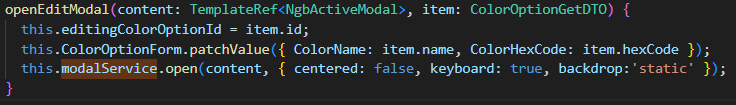 openEditModal(content: TemplateRef<NgbActiveModal>, item: ColorOptionGetDTO) {
  this.editingColorOptionId = item.id;
  this.ColorOptionForm.patchValue({ ColorName: item.name, ColorHexCode: item.hexCode });
  this.modalService.open(content, { centered: false, keyboard: true, backdrop:'static' });
}